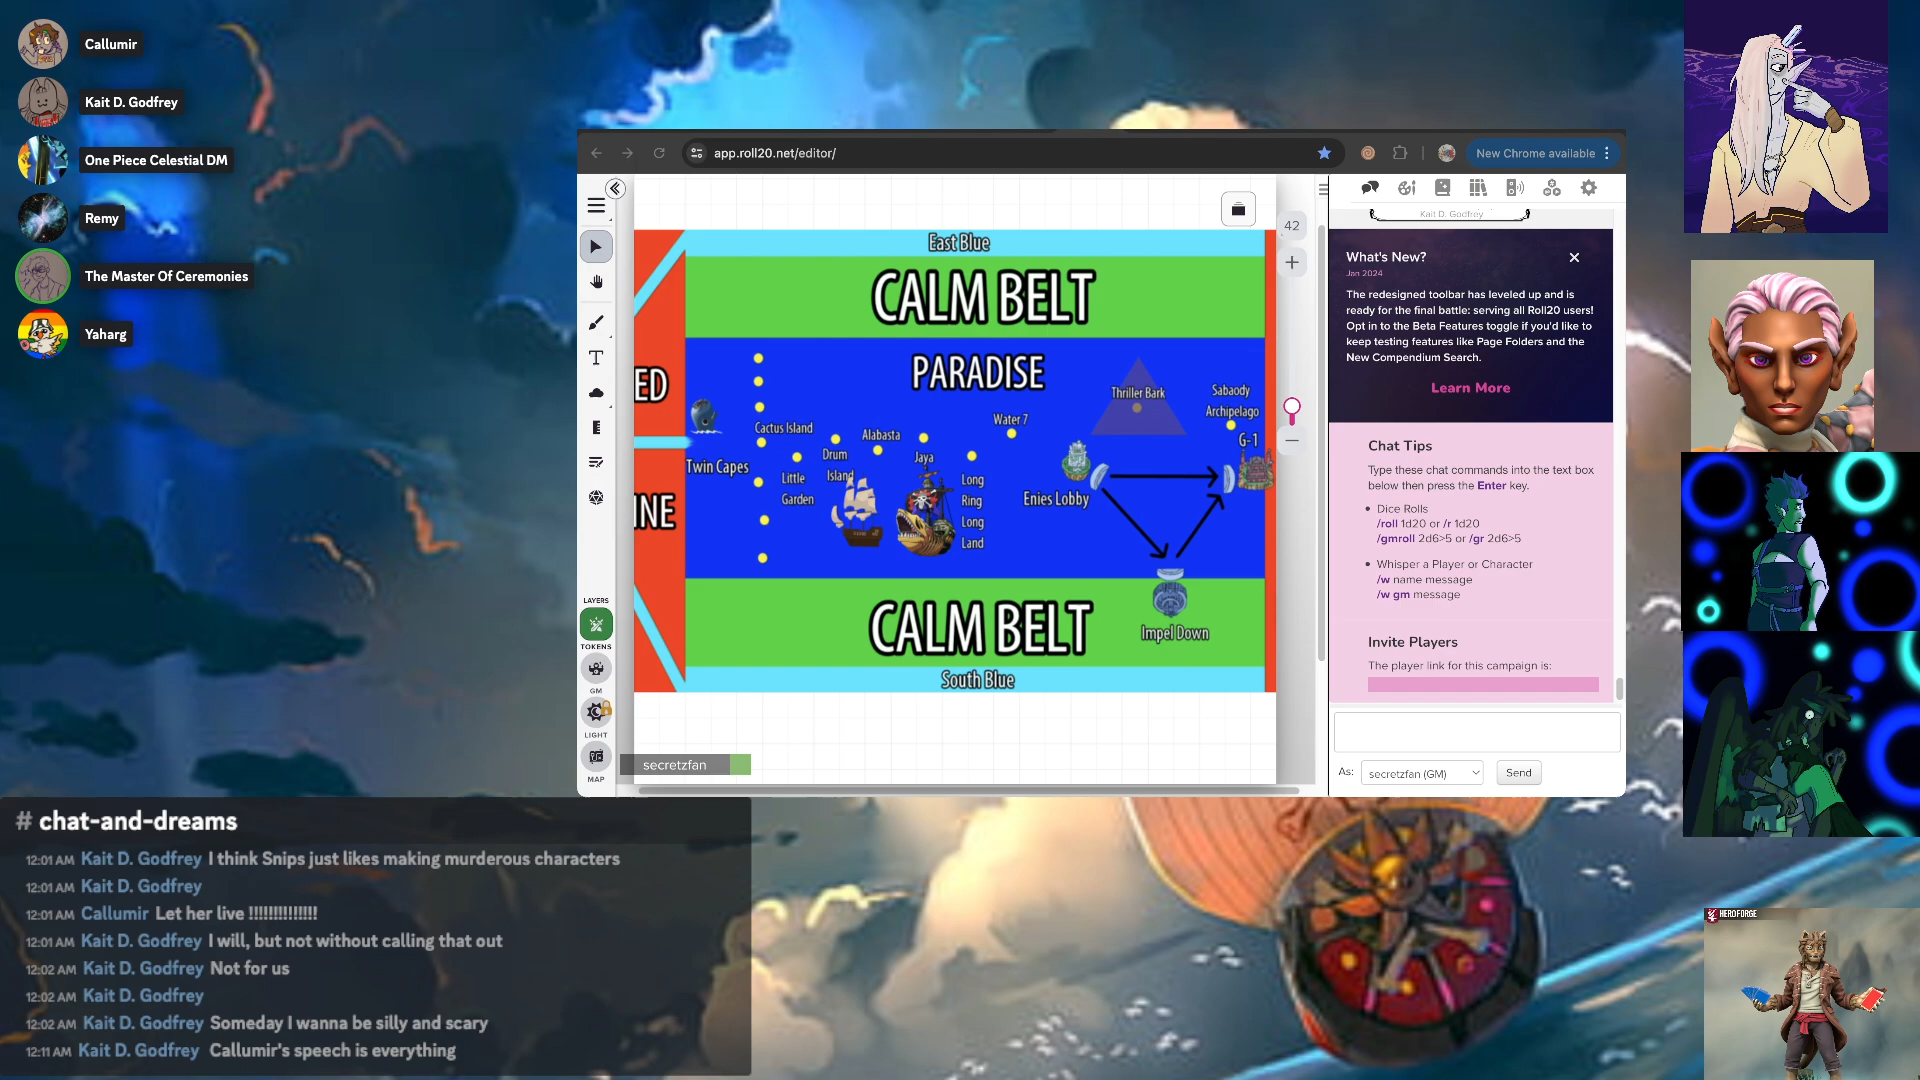 Callumir
Kait D. Godfrey
One Piece Celestial DM
Remy
The Master Of Ceremonies
Yaharg
app.roll20.net/editor/
New Chrome available
42
East Blue
CALM BELT
PARADISE
ED
INE
Twin Capes
Cactus Island
Little
Garden
Drum
Island
Alabasta
Jaya
Long
Ring
Long
Land
Water 7
Enies Lobby
Thriller Bark
Sabaody
Archipelago
G-1
CALM BELT
Impel Down
South Blue
LAYERS
TOKENS
GM
LIGHT
MAP
secretzfan
Kait D. Godfrey
What's New?
Jan 2024
The redesigned toolbar has leveled up and is
ready for the final battle: serving all Roll20 users!
Opt in to the Beta Features toggle if you'd like to
keep testing features like Page Folders and the
New Compendium Search.
Learn More
Chat Tips
Type these chat commands into the text box
below then press the Enter key.
• Dice Rolls
/roll 1d20 or /r 1d20
/gmroll 2d6>5 or /gr 2d6>5
• Whisper a Player or Character
/w name message
/w gm message
Invite Players
The player link for this campaign is:
As: secretzfan (GM) Send
# chat-and-dreams
12:01 AM Kait D. Godfrey I think Snips just likes making murderous characters
12:01 AM Kait D. Godfrey
12:01 AM Callumir Let her live !!!!!!!!!!!!!!
12:01 AM Kait D. Godfrey I will, but not without calling that out
12:02 AM Kait D. Godfrey Not for us
12:02 AM Kait D. Godfrey
12:02 AM Kait D. Godfrey Someday I wanna be silly and scary
12:11 AM Kait D. Godfrey Callumir's speech is everything
HEROFORGE